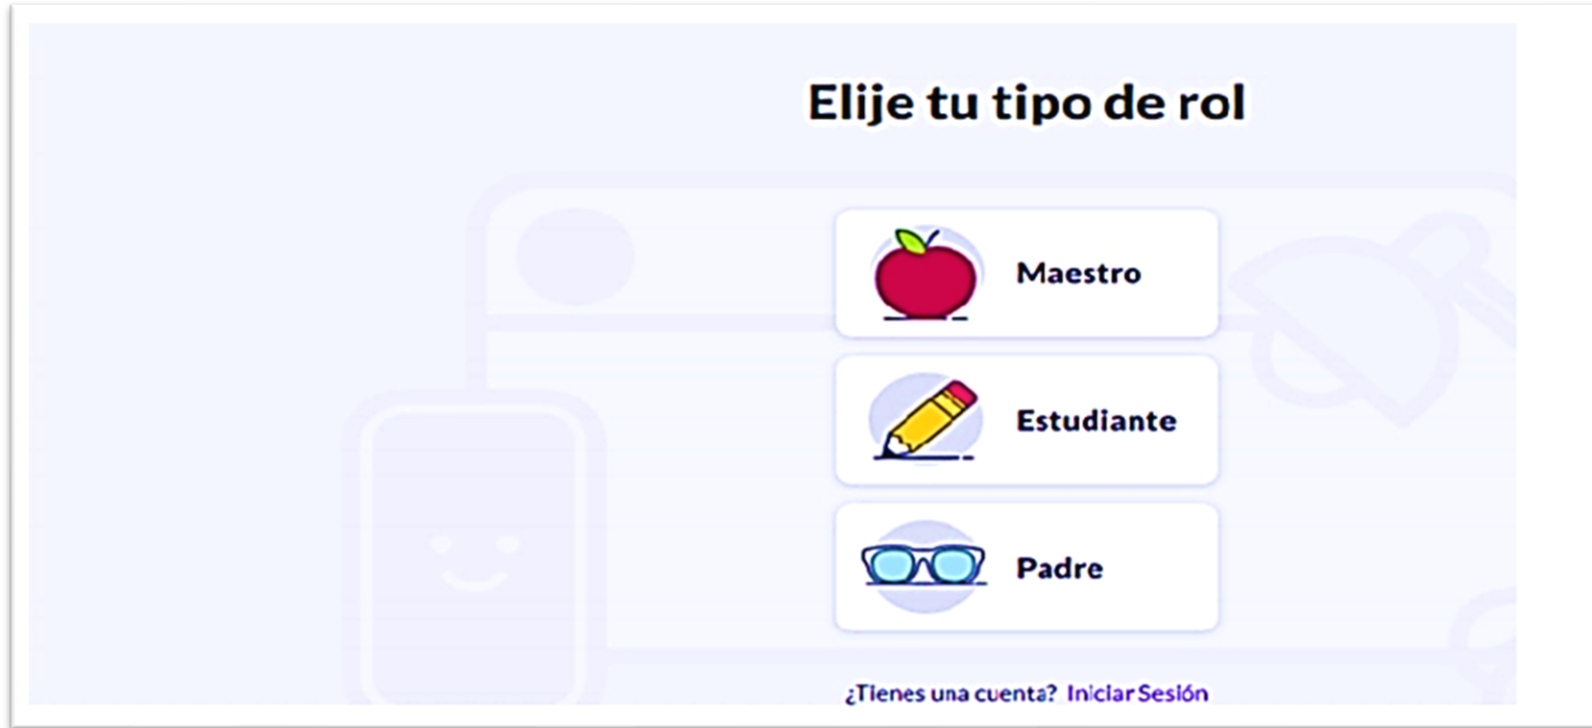 Elije tu tipo de rol
Maestro
Estudiante
Padre
¿Tienes una cuenta? Iniciar Sesión